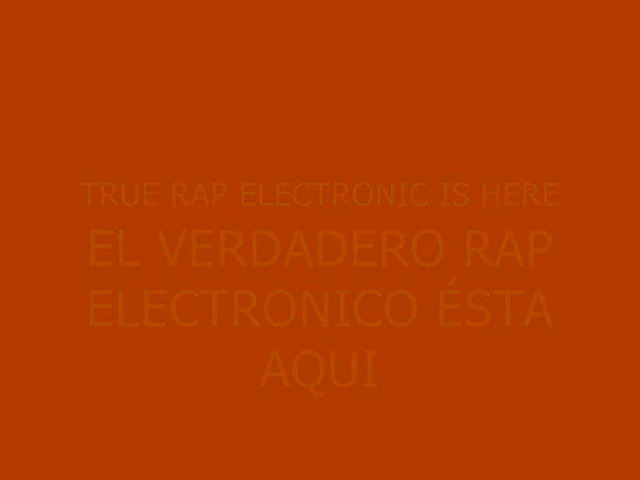 TRUE RAP ELECTRONIC IS HERE
EL VERDADERO RAP
ELECTRONICO ÉSTA
AQUI